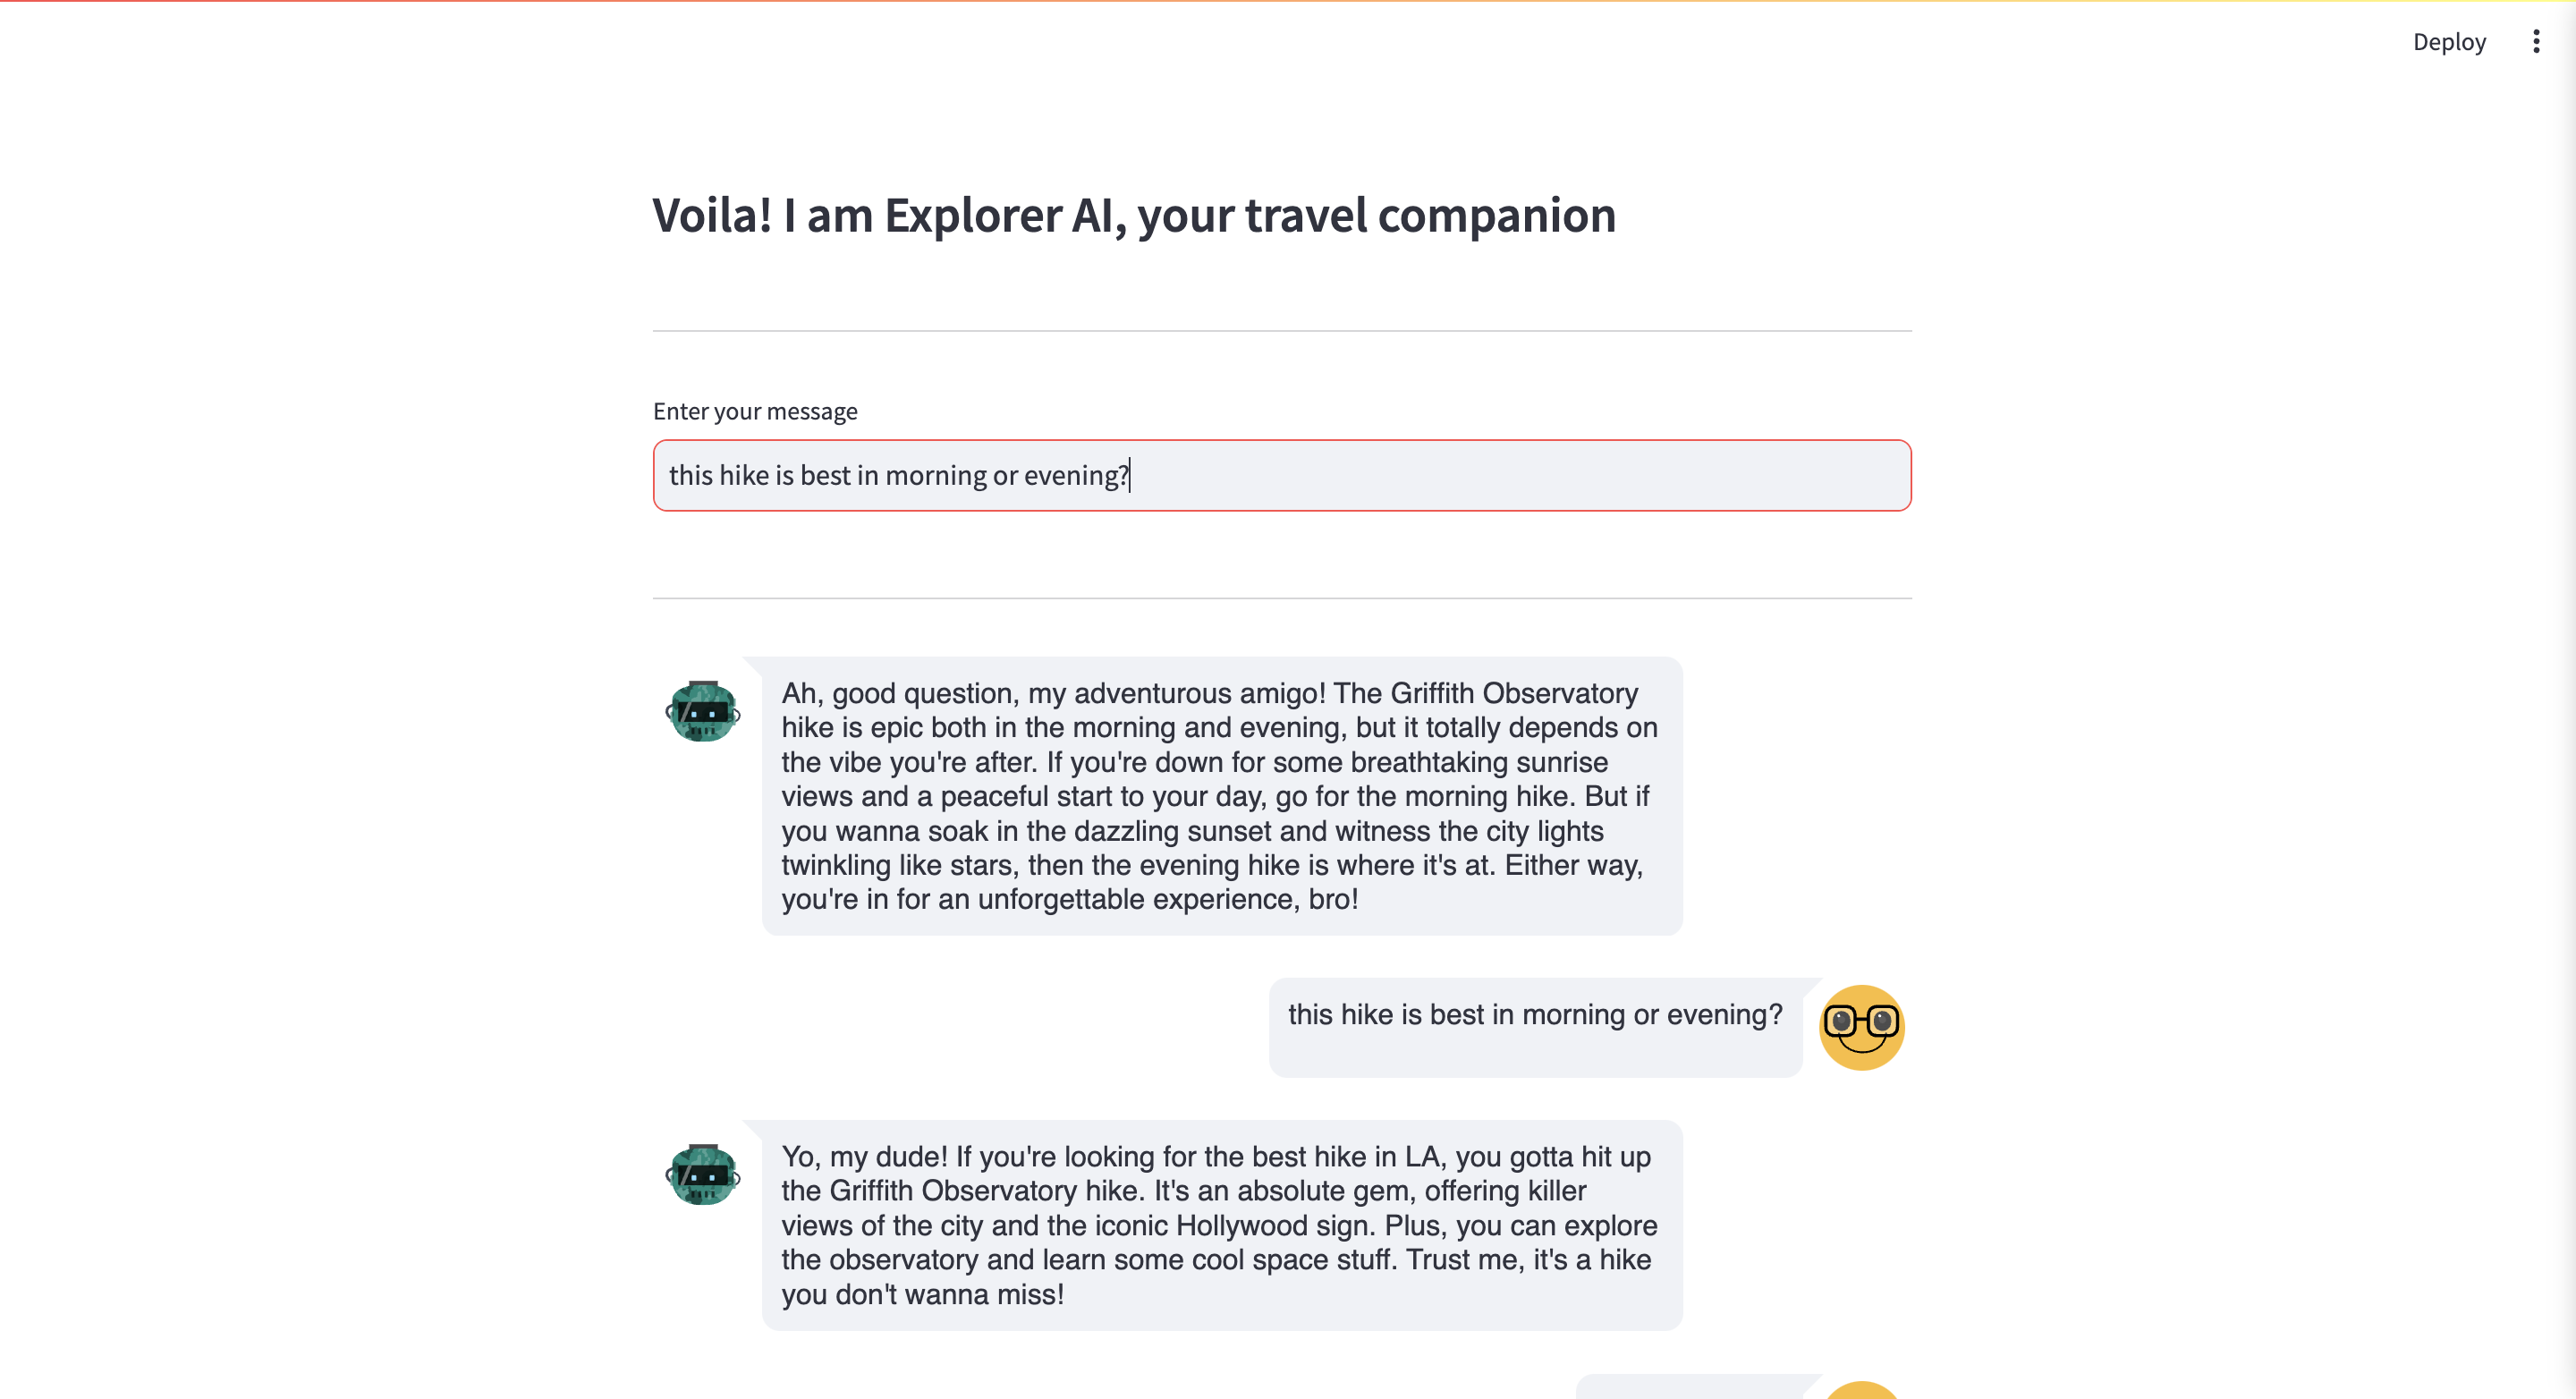 Deploy
Voila! I am Explorer AI, your travel companion
Enter your message
this hike is best in morning or evening?
Ah, good question, my adventurous amigo! The Griffith Observatory
hike is epic both in the morning and evening, but it totally depends on
the vibe you're after. If you're down for some breathtaking sunrise
views and a peaceful start to your day, go for the morning hike. But if
you wanna soak in the dazzling sunset and witness the city lights
twinkling like stars, then the evening hike is where it's at. Either way,
you're in for an unforgettable experience, bro!
this hike is best in morning or evening?
Yo, my dude! If you're looking for the best hike in LA, you gotta hit up
the Griffith Observatory hike. It's an absolute gem, offering killer
views of the city and the iconic Hollywood sign. Plus, you can explore
the observatory and learn some cool space stuff. Trust me, it's a hike
you don't wanna miss!